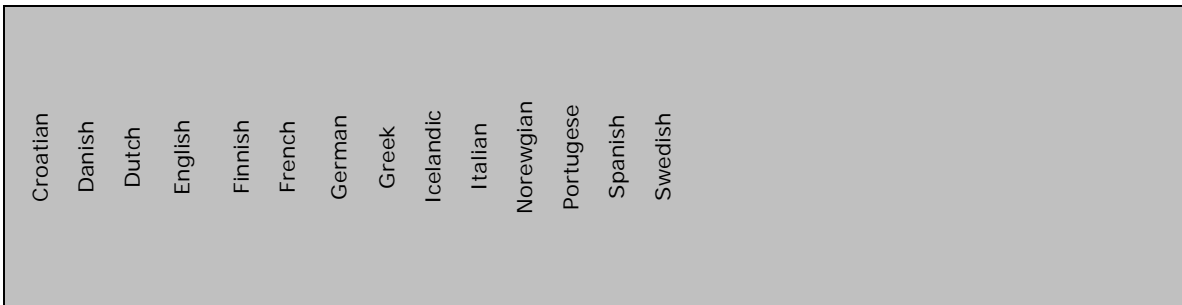 Croatian
Danish
Dutch
English
Finnish
French
German
Greek
Icelandic
Italian
Norewgian
Portugese
Spanish
Swedish